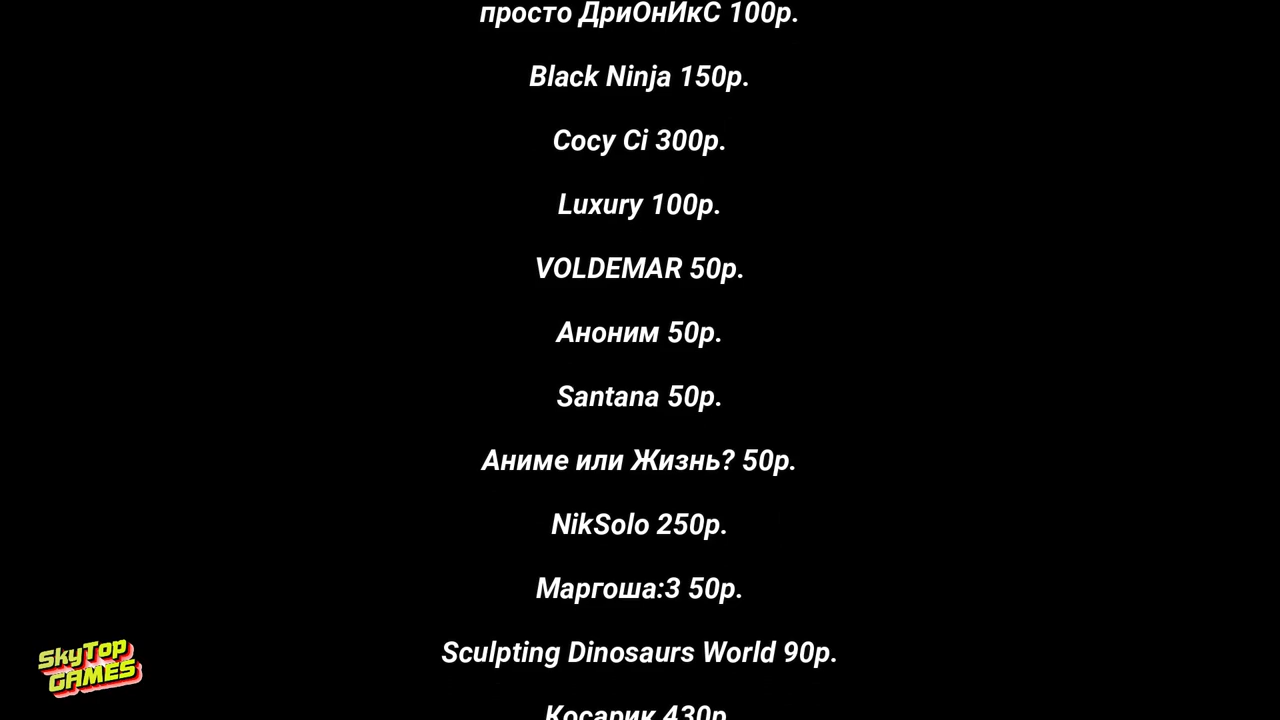 просто ДриОнИкС 100р.
Black Ninja 150р.
Cocy Ci 300р.
Luxury 100р.
VOLDEMAR 50р.
Аноним 50р.
Santana 50р.
Аниме или Жизнь? 50р.
NikSolo 250р.
Маргоша:3 50р.
Sculpting Dinosaurs World 90р.
SkyTop
GAMES
Косарик 430р.